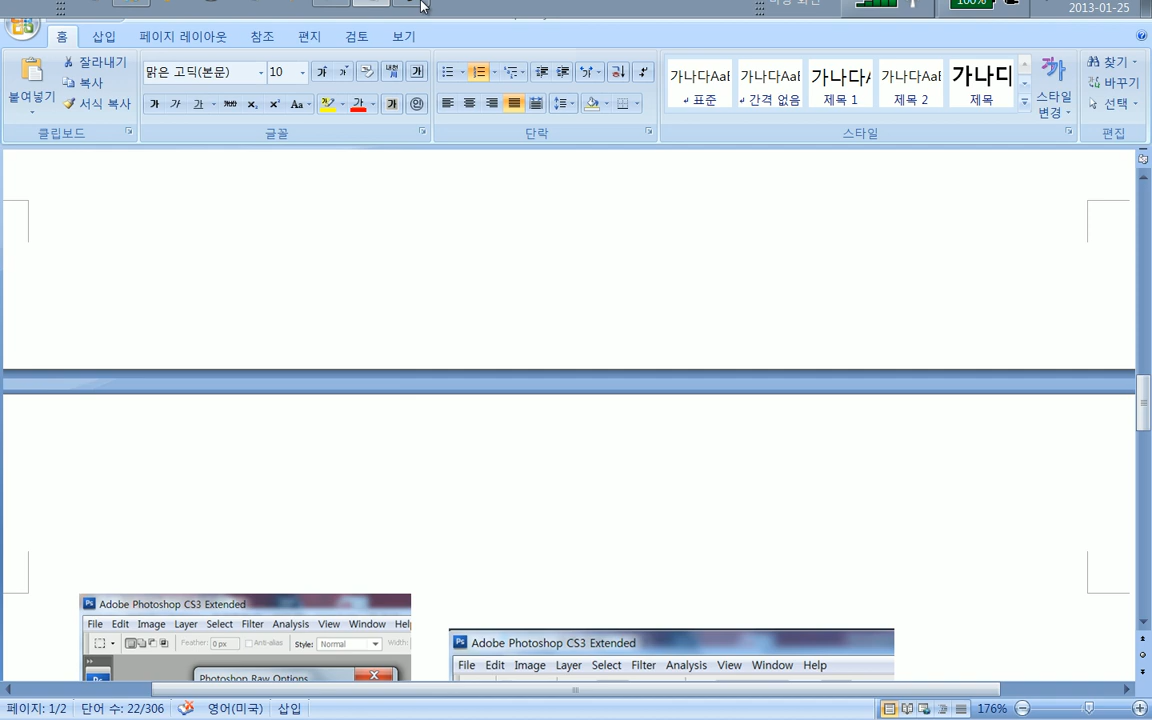 100%
2013-01-25
홈 삽입 페이지 레이아웃 참조 편지 검토 보기
붙여넣기
잘라내기
복사
서식 복사
클립보드
맑은 고딕(본문) 10
글꼴
단락
가나다AaB 가나다AaB 가나다A 가나다AaB 가나다
표준 간격 없음 제목 1 제목 2 제목
스타일 변경
스타일
찾기
바꾸기
선택
편집
Adobe Photoshop CS3 Extended
File Edit Image Layer Select Filter Analysis View Window Help
Feather: 0 px Anti-alias Style: Normal Width:
Photoshop Raw Options
Adobe Photoshop CS3 Extended
File Edit Image Layer Select Filter Analysis View Window Help
페이지: 1/2 단어 수: 22/306 영어(미국) 삽입 176%